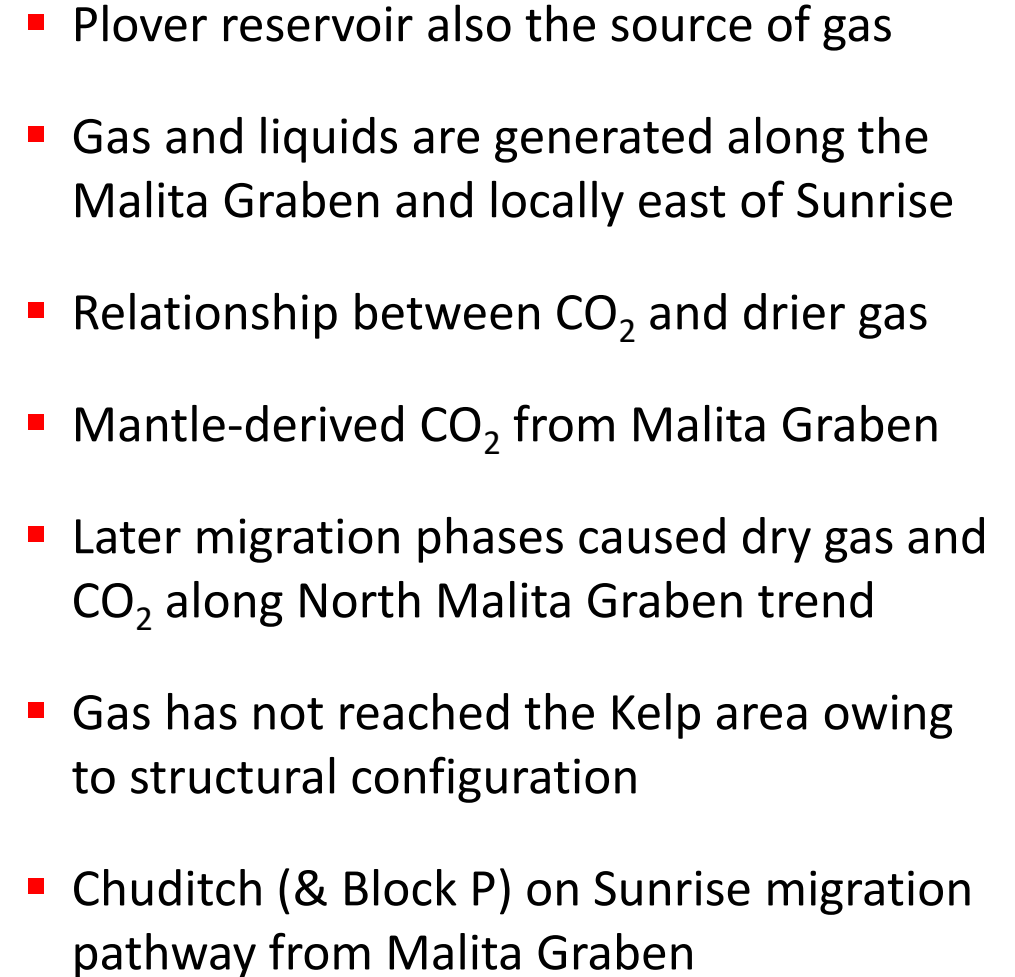 ▪ Plover reservoir also the source of gas
▪ Gas and liquids are generated along the
Malita Graben and locally east of Sunrise
▪ Relationship between CO₂ and drier gas
▪ Mantle-derived CO₂ from Malita Graben
▪ Later migration phases caused dry gas and
CO₂ along North Malita Graben trend
▪ Gas has not reached the Kelp area owing
to structural configuration
▪ Chuditch (& Block P) on Sunrise migration
pathway from Malita Graben